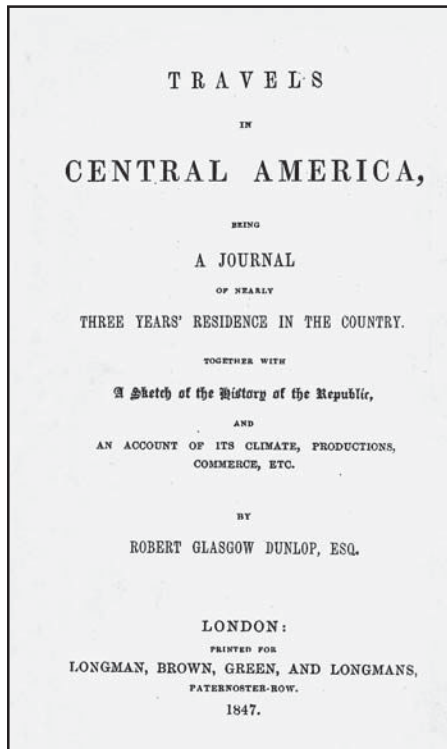 TRAVELS
IN
CENTRAL AMERICA,
BEING
A JOURNAL
OF NEARLY
THREE YEARS' RESIDENCE IN THE COUNTRY.
TOGETHER WITH
A Sketch of the History of the Republic,
AND
AN ACCOUNT OF ITS CLIMATE, PRODUCTIONS,
COMMERCE, ETC.
BY
ROBERT GLASGOW DUNLOP, ESQ.
LONDON:
PRINTED FOR
LONGMAN, BROWN, GREEN, AND LONGMANS,
PATERNOSTER-ROW.
1847.